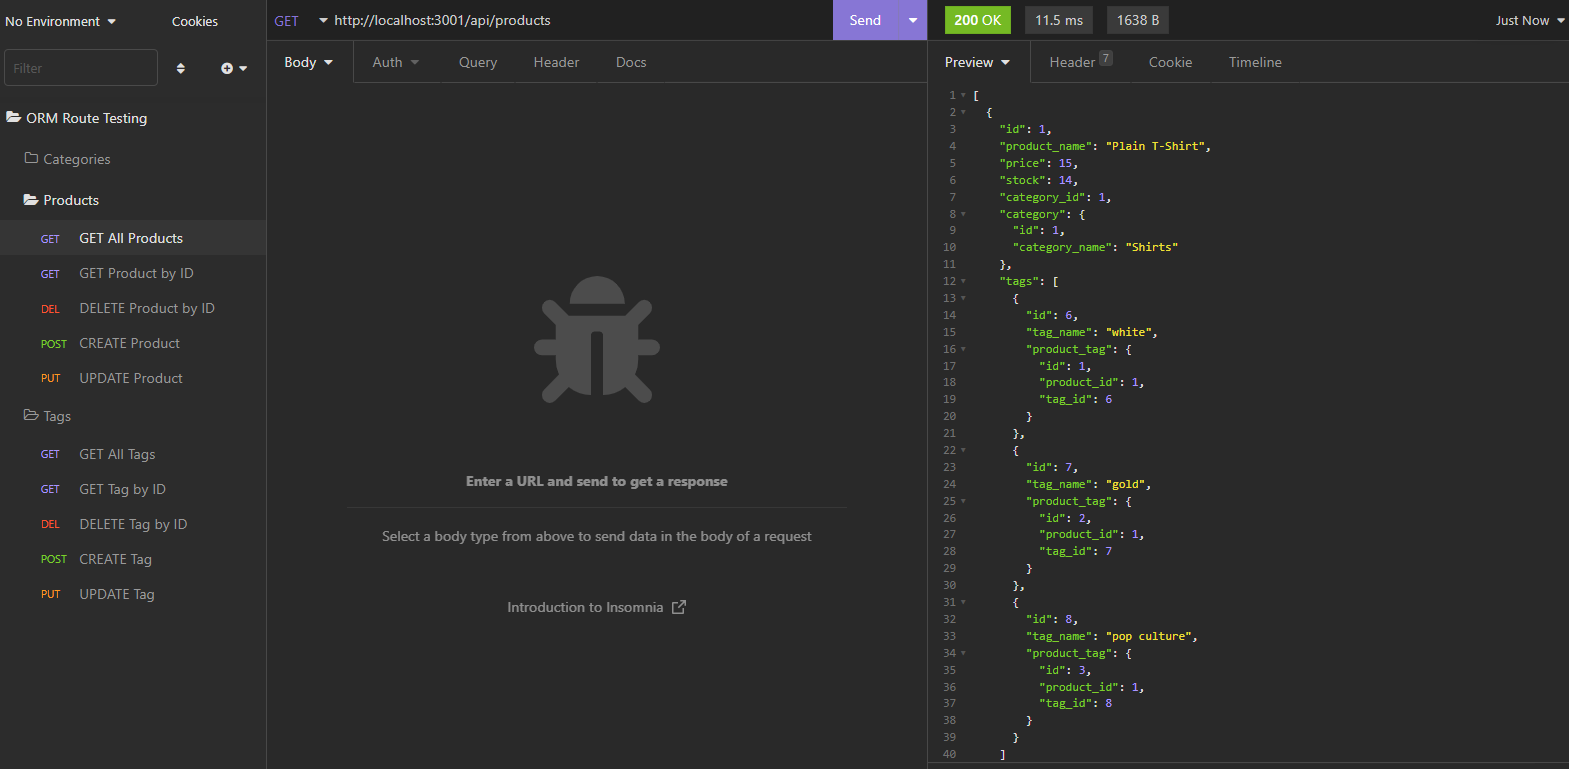 No Environment
Cookies
Filter
ORM Route Testing
Categories
Products
GET GET All Products
GET GET Product by ID
DEL DELETE Product by ID
POST CREATE Product
PUT UPDATE Product
Tags
GET GET All Tags
GET GET Tag by ID
DEL DELETE Tag by ID
POST CREATE Tag
PUT UPDATE Tag
GET http://localhost:3001/api/products Send
Body Auth Query Header Docs
Enter a URL and send to get a response
Select a body type from above to send data in the body of a request
Introduction to Insomnia
200 OK 11.5 ms 1638 B Just Now
Preview Header 7 Cookie Timeline
1 [
2 {
3 "id": 1,
4 "product_name": "Plain T-Shirt",
5 "price": 15,
6 "stock": 14,
7 "category_id": 1,
8 "category": {
9 "id": 1,
10 "category_name": "Shirts"
11 },
12 "tags": [
13 {
14 "id": 6,
15 "tag_name": "white",
16 "product_tag": {
17 "id": 1,
18 "product_id": 1,
19 "tag_id": 6
20 }
21 },
22 {
23 "id": 7,
24 "tag_name": "gold",
25 "product_tag": {
26 "id": 2,
27 "product_id": 1,
28 "tag_id": 7
29 }
30 },
31 {
32 "id": 8,
33 "tag_name": "pop culture",
34 "product_tag": {
35 "id": 3,
36 "product_id": 1,
37 "tag_id": 8
38 }
39 }
40 ]